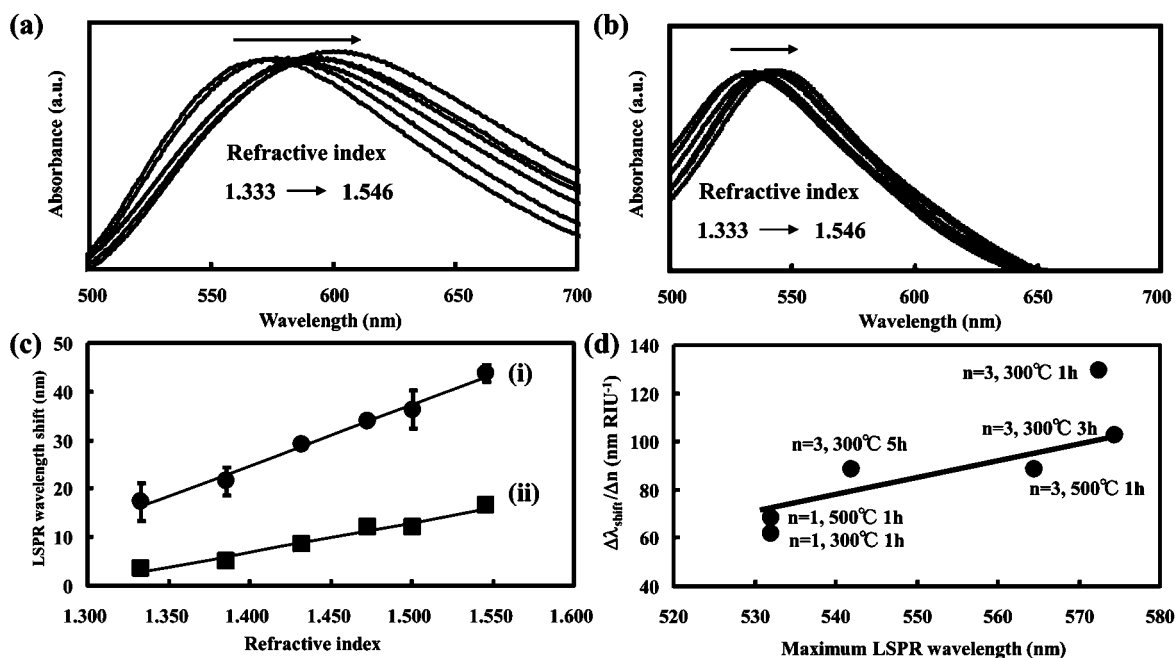 (a)
Absorbance (a.u.)
Refractive index
1.333 → 1.546
500 550 600 650 700
Wavelength (nm)
(b)
Absorbance (a.u.)
Refractive index
1.333 → 1.546
500 550 600 650 700
Wavelength (nm)
(c)
LSPR wavelength shift (nm)
50
40
30
20
10
0
(i)
(ii)
1.300 1.350 1.400 1.450 1.500 1.550 1.600
Refractive index
(d)
Δλshift/Δn (nm RIU⁻¹)
140
120
100
80
60
40
n=3, 300℃ 1h
n=3, 300℃ 3h
n=3, 300℃ 5h
n=3, 500℃ 1h
n=1, 500℃ 1h
n=1, 300℃ 1h
520 530 540 550 560 570 580
Maximum LSPR wavelength (nm)